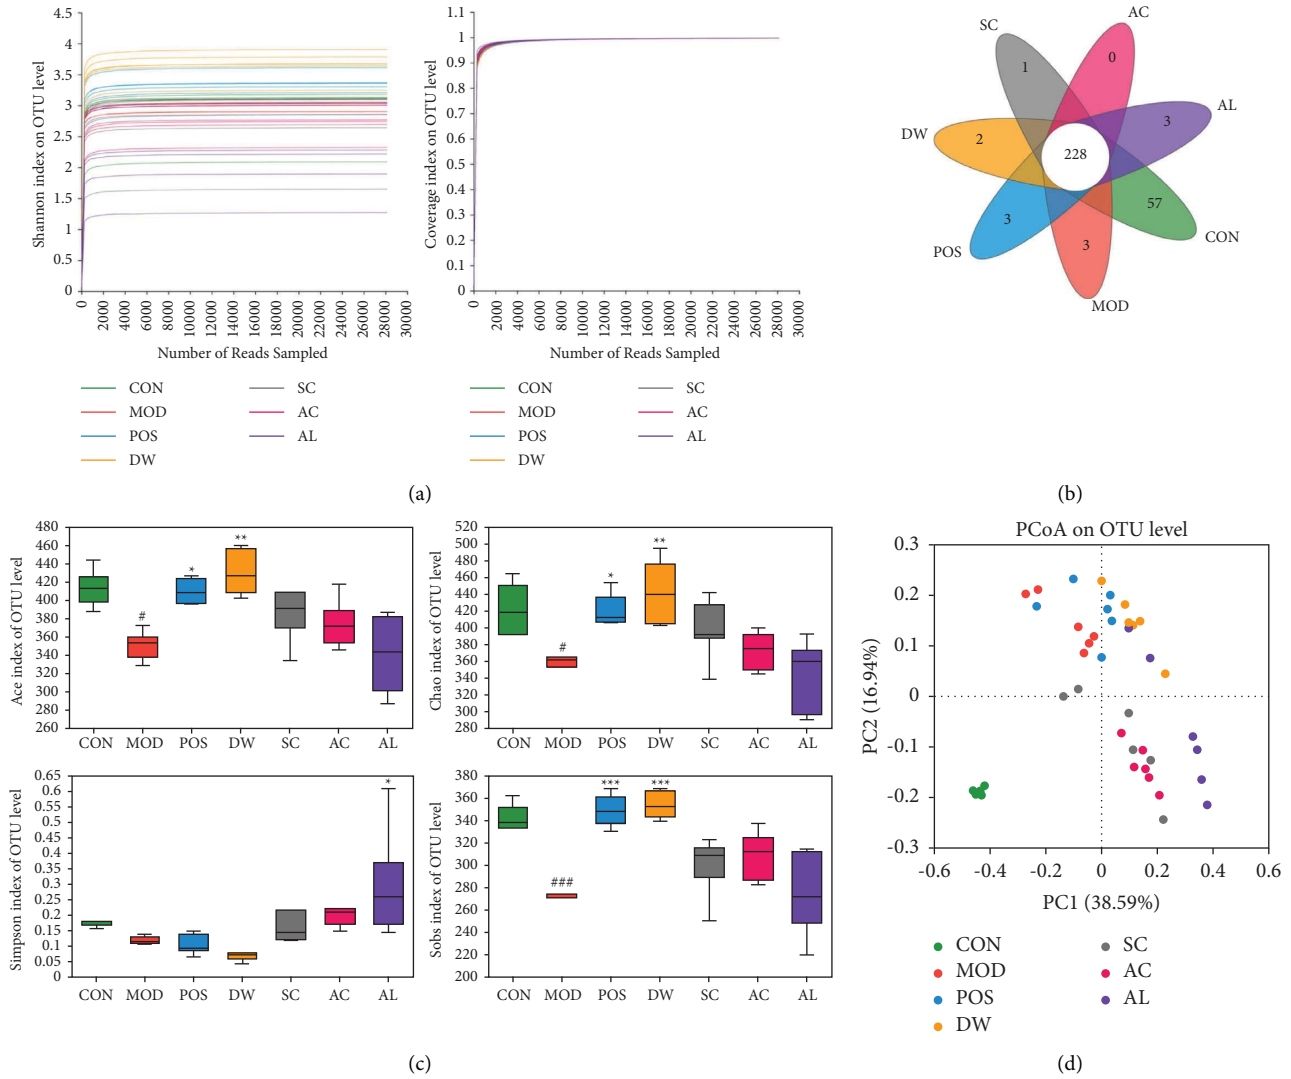 4.5
4
3.5
3
2.5
2
1.5
1
0.5
0
Shannon index on OTU level
0
2000
4000
6000
8000
10000
12000
14000
16000
18000
20000
22000
24000
26000
28000
30000
Number of Reads Sampled
CON
MOD
POS
DW
SC
AC
AL
1.1
1
0.9
0.8
0.7
0.6
0.5
0.4
0.3
0.2
0.1
0
Coverage index on OTU level
0
2000
4000
6000
8000
10000
12000
14000
16000
18000
20000
22000
24000
26000
28000
30000
Number of Reads Sampled
CON
MOD
POS
DW
SC
AC
AL
(a)
SC
AC
AL
CON
MOD
POS
DW
1
0
3
57
3
3
2
228
(b)
480
460
440
420
400
380
360
340
320
300
280
260
Ace index of OTU level
#
*
**
CON MOD POS DW SC AC AL
520
500
480
460
440
420
400
380
360
340
320
300
280
Chao index of OTU level
#
*
**
CON MOD POS DW SC AC AL
0.65
0.6
0.55
0.5
0.45
0.4
0.35
0.3
0.25
0.2
0.15
0.1
0.05
0
Simpson index of OTU level
*
CON MOD POS DW SC AC AL
380
360
340
320
300
280
260
240
220
200
Sobs index of OTU level
###
***
***
CON MOD POS DW SC AC AL
(c)
PCoA on OTU level
0.3
0.2
0.1
0
-0.1
-0.2
-0.3
PC2 (16.94%)
-0.6 -0.4 -0.2 0 0.2 0.4 0.6
PC1 (38.59%)
CON
MOD
POS
DW
SC
AC
AL
(d)